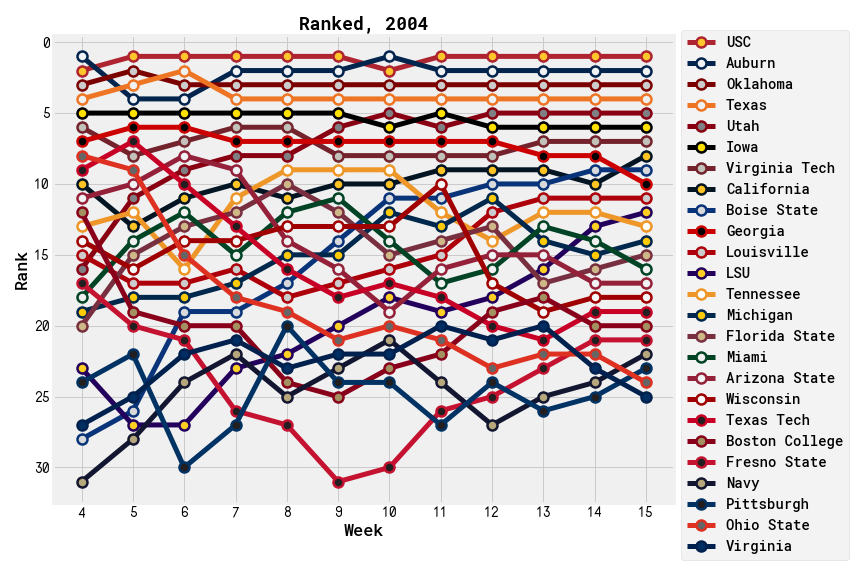 Ranked, 2004
0
5
10
15
20
25
30
Rank
4 5 6 7 8 9 10 11 12 13 14 15
Week
USC
Auburn
Oklahoma
Texas
Utah
Iowa
Virginia Tech
California
Boise State
Georgia
Louisville
LSU
Tennessee
Michigan
Florida State
Miami
Arizona State
Wisconsin
Texas Tech
Boston College
Fresno State
Navy
Pittsburgh
Ohio State
Virginia